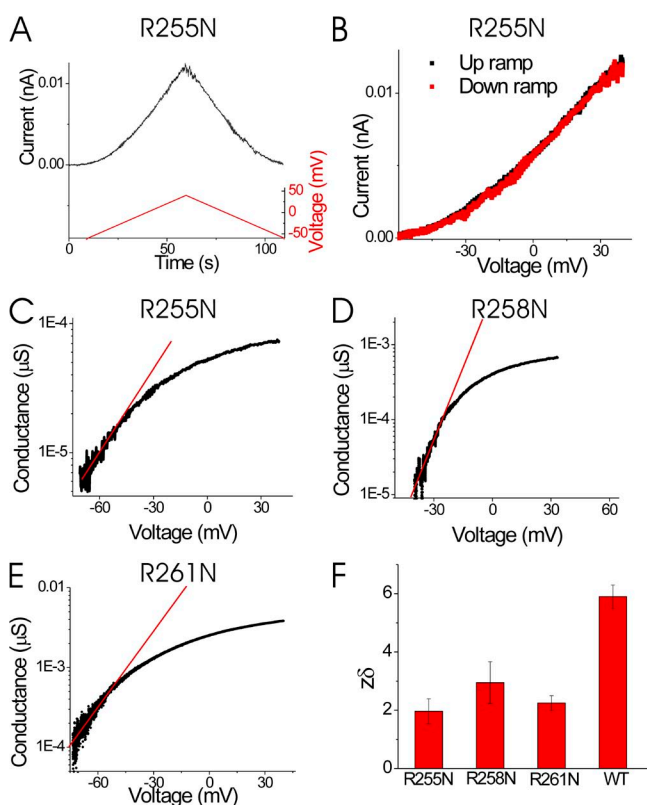 A
R255N
Current (nA)
0.01
0.00
50
0
-50
Voltage (mV)
0
50
100
Time (s)
B
R255N
Up ramp
Down ramp
Current (nA)
0.01
0.00
-30
0
30
Voltage (mV)
C
R255N
Conductance (µS)
1E-4
1E-5
-60
-30
0
30
Voltage (mV)
D
R258N
Conductance (µS)
1E-3
1E-4
1E-5
-30
0
30
60
Voltage (mV)
E
R261N
Conductance (µS)
0.01
1E-3
1E-4
-60
-30
0
30
Voltage (mV)
F
zδ
6
4
2
0
R255N
R258N
R261N
WT